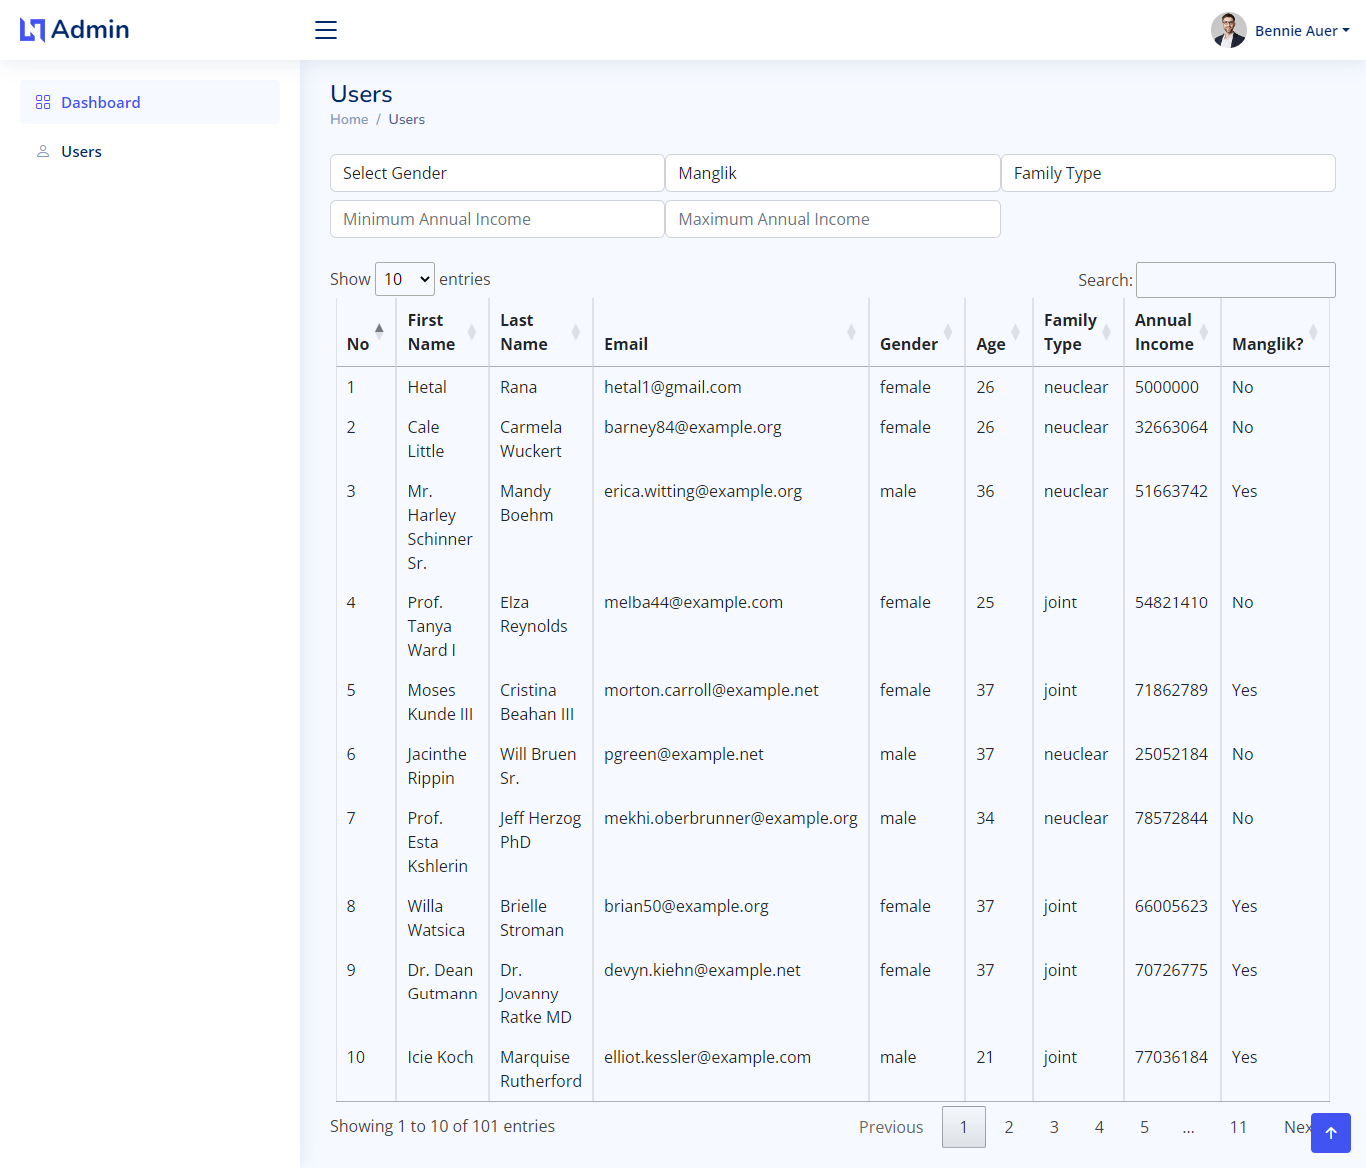 Admin
Bennie Auer
Dashboard
Users
Users
Home / Users
Select Gender
Manglik
Family Type
Minimum Annual Income
Maximum Annual Income
Show 10 entries
Search:
No First Name Last Name Email Gender Age Family Type Annual Income Manglik?
1 Hetal Rana hetal1@gmail.com female 26 neuclear 5000000 No
2 Cale Little Carmela Wuckert barney84@example.org female 26 neuclear 32663064 No
3 Mr. Harley Schinner Sr. Mandy Boehm erica.witting@example.org male 36 neuclear 51663742 Yes
4 Prof. Tanya Ward I Elza Reynolds melba44@example.com female 25 joint 54821410 No
5 Moses Kunde III Cristina Beahan III morton.carroll@example.net female 37 joint 71862789 Yes
6 Jacinthe Rippin Will Bruen Sr. pgreen@example.net male 37 neuclear 25052184 No
7 Prof. Esta Kshlerin Jeff Herzog PhD mekhi.oberbrunner@example.org male 34 neuclear 78572844 No
8 Willa Watsica Brielle Stroman brian50@example.org female 37 joint 66005623 Yes
9 Dr. Dean Gutmann Dr. Jovanny Ratke MD devyn.kiehn@example.net female 37 joint 70726775 Yes
10 Icie Koch Marquise Rutherford elliot.kessler@example.com male 21 joint 77036184 Yes
Showing 1 to 10 of 101 entries
Previous 1 2 3 4 5 … 11 Nex